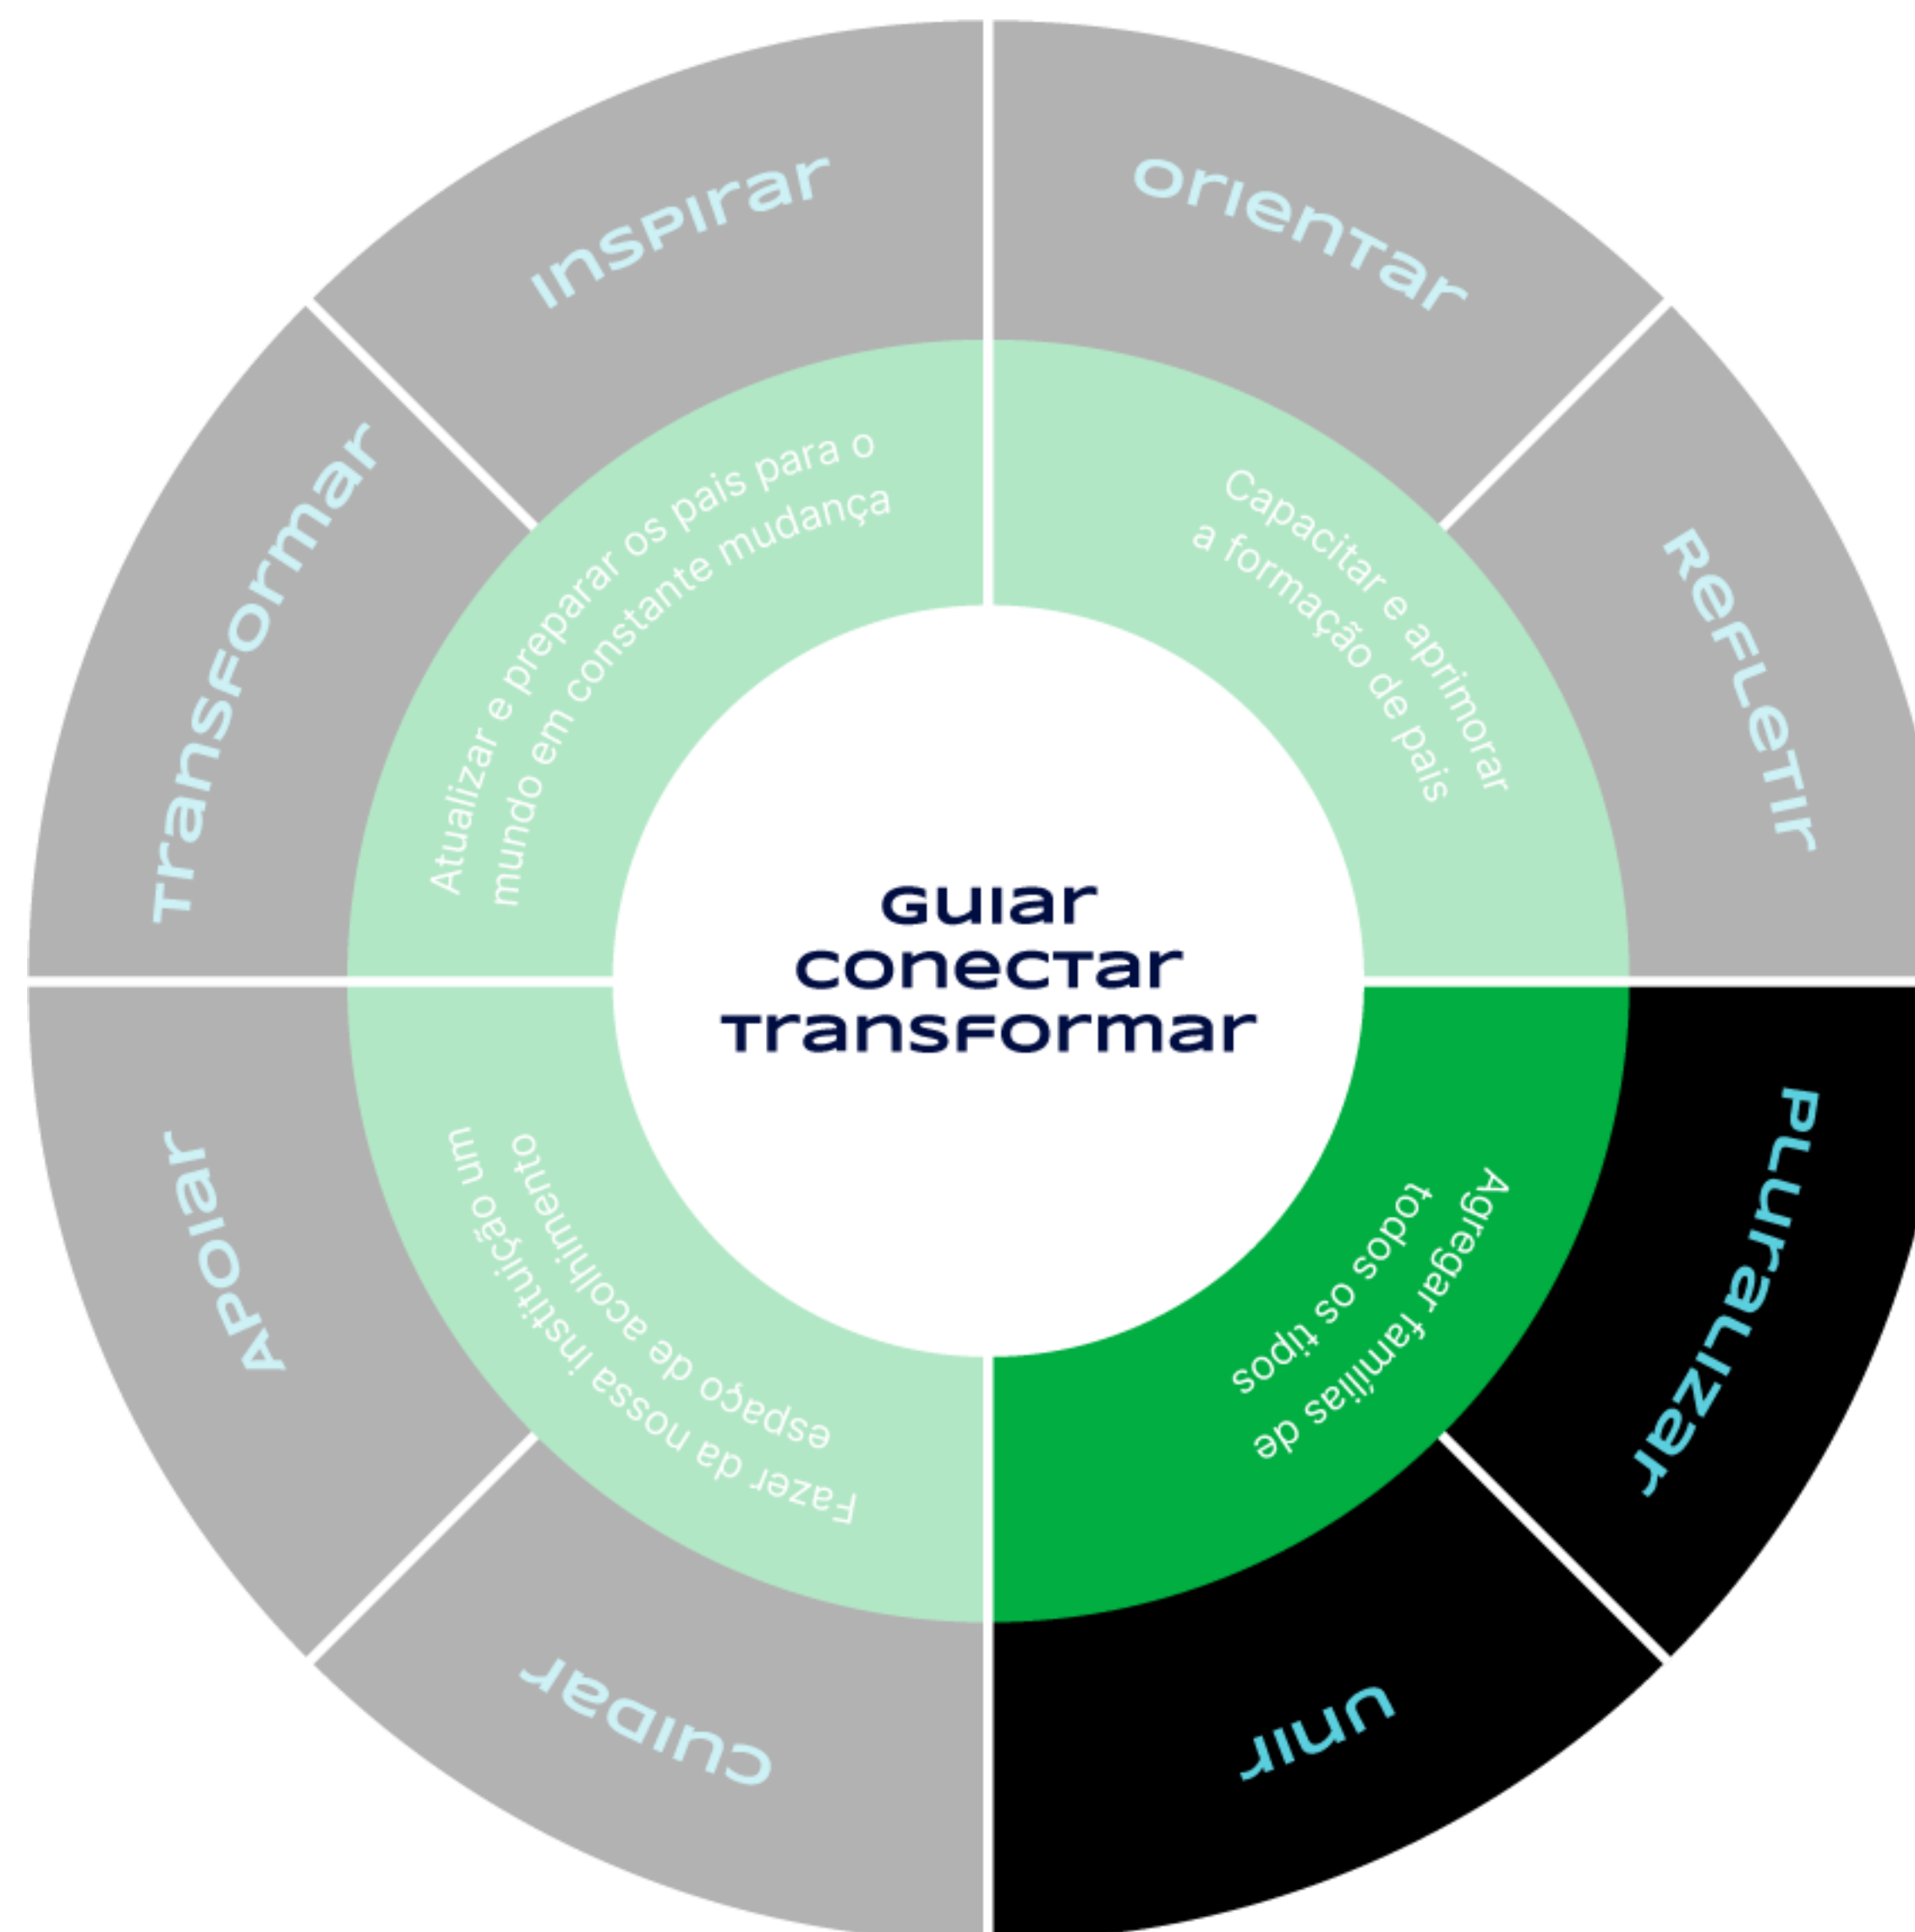 Inspirar
Orientar
Refletir
Pluralizar
Unir
Cuidar
Apoiar
Transformar
Atualizar e preparar os pais para o
mundo em constante mudança
Capacitar e aprimorar
a formação de pais
Agregar famílias de
todos os tipos
Fazer da nossa instituição um
espaço de acolhimento
Guiar
Conectar
Transformar